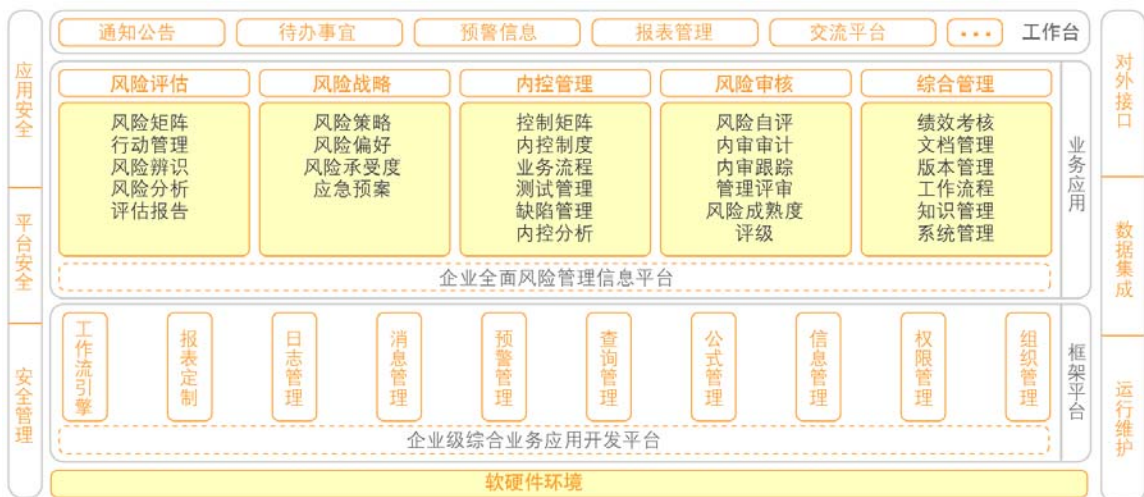 通知公告
待办事宜
预警信息
报表管理
交流平台
...
工作台
应用安全
平台安全
安全管理
风险评估
风险矩阵
行动管理
风险辨识
风险分析
评估报告
风险战略
风险策略
风险偏好
风险承受度
应急预案
内控管理
控制矩阵
内控制度
业务流程
测试管理
缺陷管理
内控分析
风险审核
风险自评
内审审计
内审跟踪
管理评审
风险成熟度
评级
综合管理
绩效考核
文档管理
版本管理
工作流程
知识管理
系统管理
企业全面风险管理信息平台
业务应用
工作流引擎
报表定制
日志管理
消息管理
预警管理
查询管理
公式管理
信息管理
权限管理
组织管理
企业级综合业务应用开发平台
框架平台
软硬件环境
对外接口
数据集成
运行维护